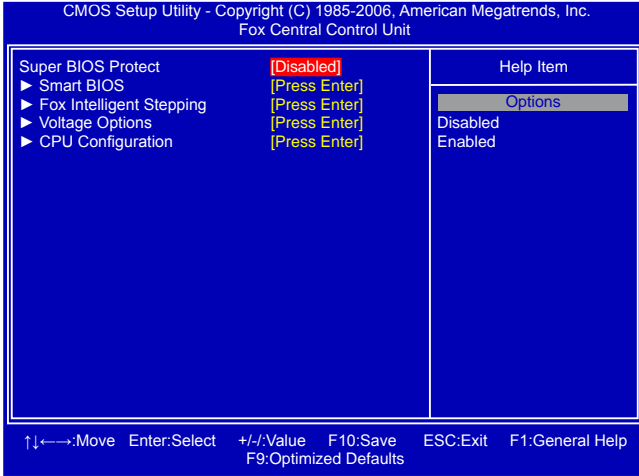 CMOS Setup Utility - Copyright (C) 1985-2006, American Megatrends, Inc.
Fox Central Control Unit
Super BIOS Protect [Disabled]
► Smart BIOS [Press Enter]
► Fox Intelligent Stepping [Press Enter]
► Voltage Options [Press Enter]
► CPU Configuration [Press Enter]
Help Item
Options
Disabled
Enabled
↑↓←→:Move Enter:Select +/-/:Value F10:Save ESC:Exit F1:General Help
F9:Optimized Defaults